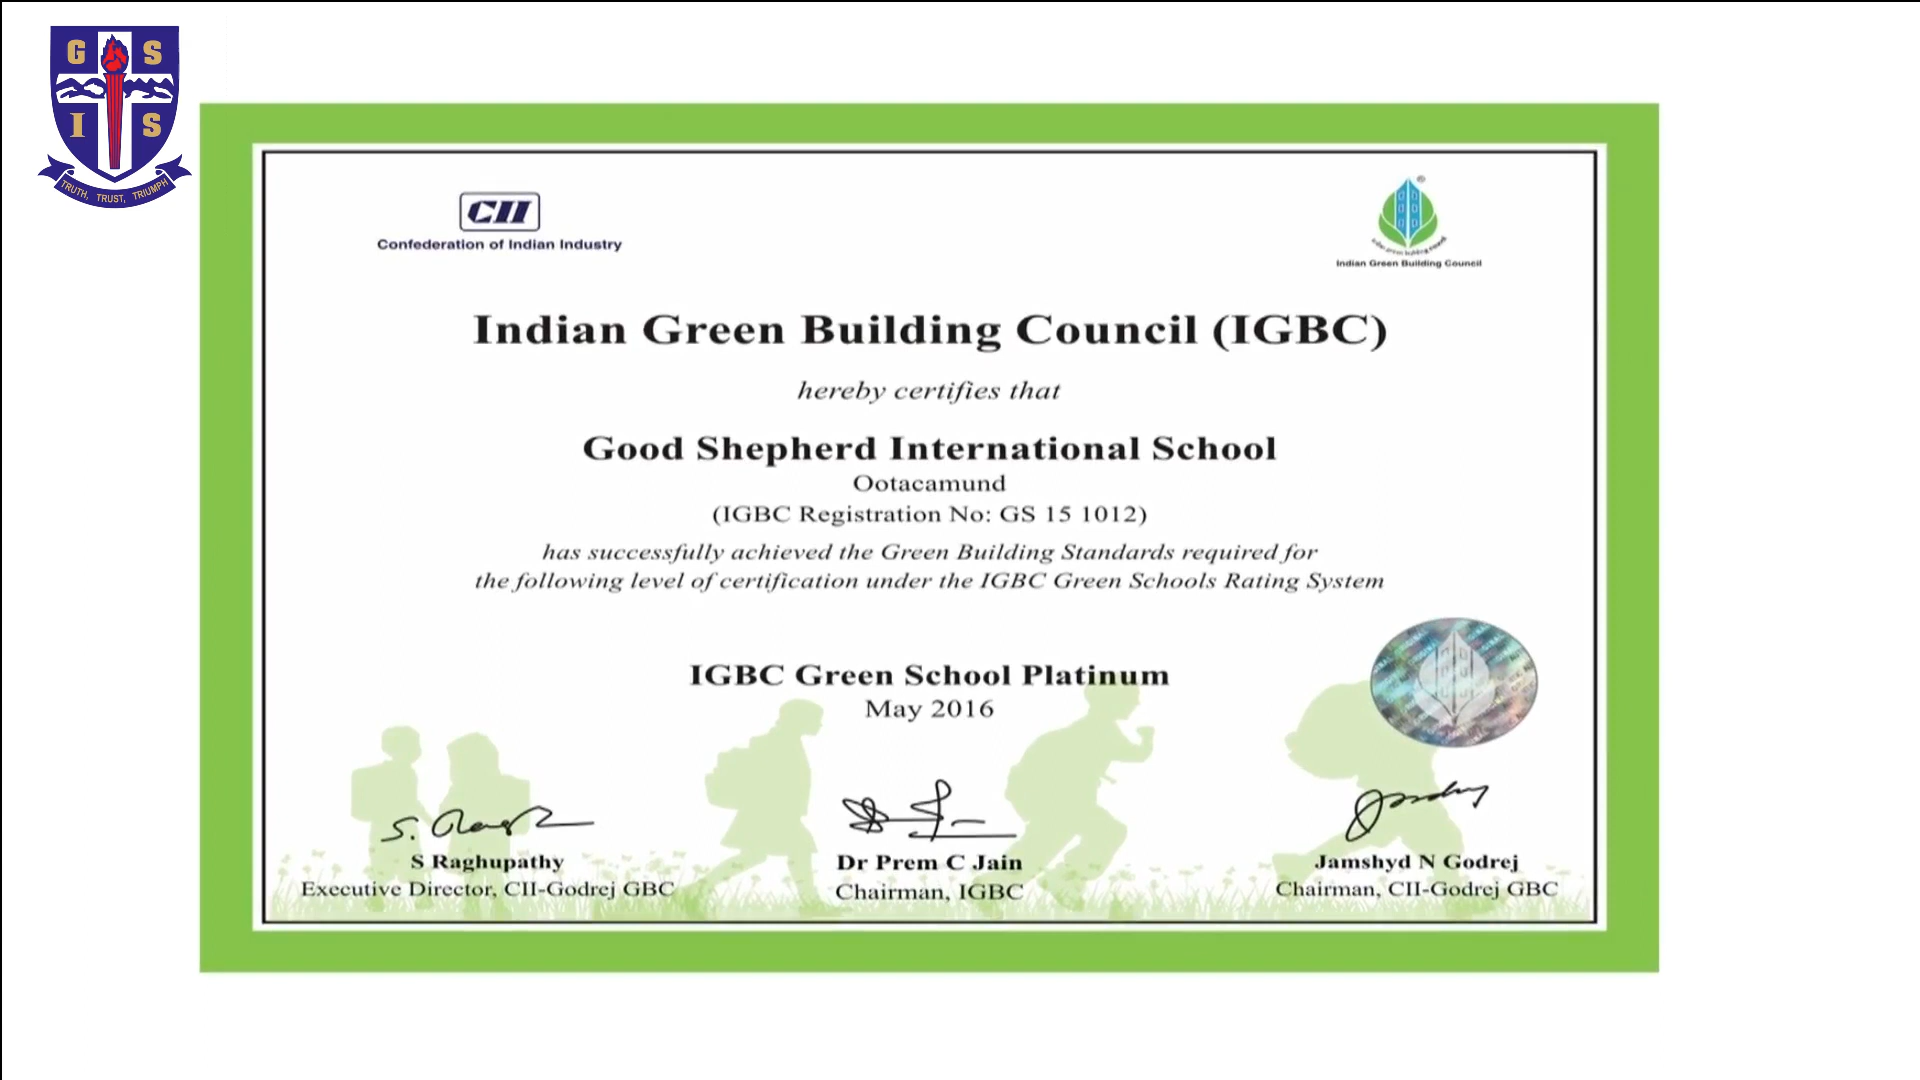 G S
I S
TRUTH, TRUST, TRIUMPH
CII
Confederation of Indian Industry
Indian Green Building Council
Indian Green Building Council (IGBC)
hereby certifies that
Good Shepherd International School
Ootacamund
(IGBC Registration No: GS 15 1012)
has successfully achieved the Green Building Standards required for
the following level of certification under the IGBC Green Schools Rating System
IGBC Green School Platinum
May 2016
S Raghupathy
Executive Director, CII-Godrej GBC
Dr Prem C Jain
Chairman, IGBC
Jamshyd N Godrej
Chairman, CII-Godrej GBC